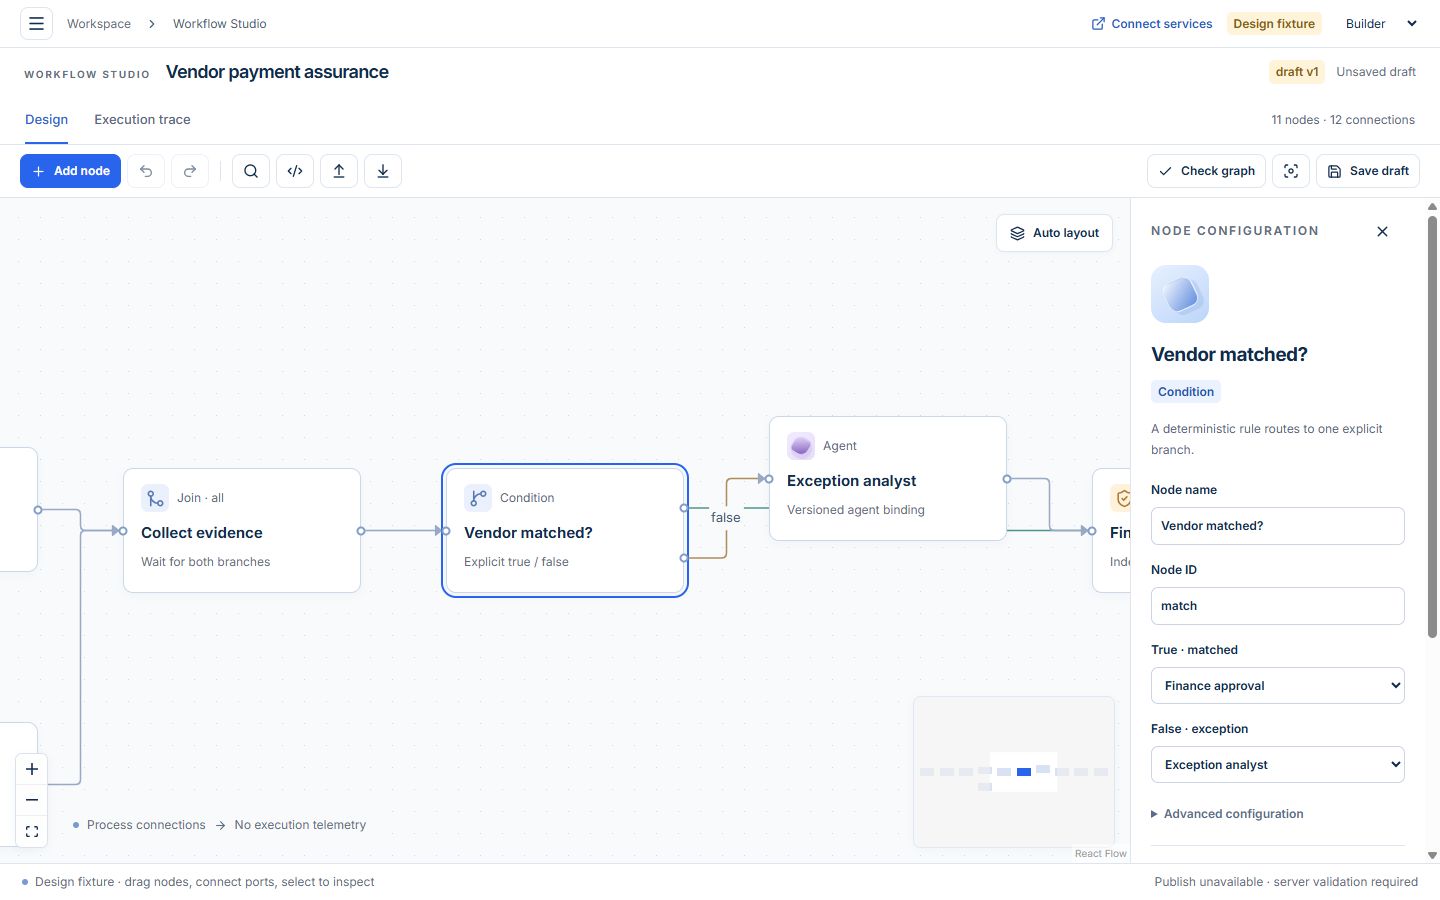 Workspace
Workflow Studio
Connect services
Design fixture
Builder
WORKFLOW STUDIO
Vendor payment assurance
draft v1
Unsaved draft
Design
Execution trace
11 nodes · 12 connections
Add node
Check graph
Save draft
Auto layout
Join · all
Collect evidence
Wait for both branches
Condition
Vendor matched?
Explicit true / false
false
Agent
Exception analyst
Versioned agent binding
Fin
Inde
Process connections
No execution telemetry
React Flow
NODE CONFIGURATION
Vendor matched?
Condition
A deterministic rule routes to one explicit
branch.
Node name
Vendor matched?
Node ID
match
True · matched
Finance approval
False · exception
Exception analyst
Advanced configuration
Design fixture · drag nodes, connect ports, select to inspect
Publish unavailable · server validation required